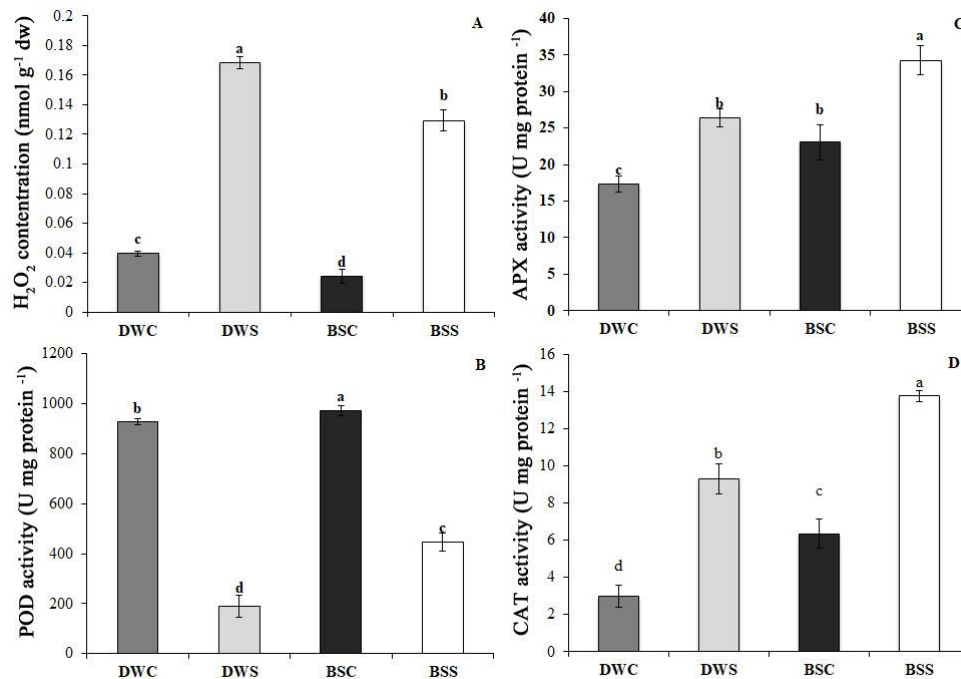 A
H₂O₂ contentration (nmol g⁻¹ dw)
0.2
0.18
0.16
0.14
0.12
0.1
0.08
0.06
0.04
0.02
0
c
a
d
b
DWC DWS BSC BSS
C
APX activity (U mg protein ⁻¹)
40
35
30
25
20
15
10
5
0
c
b
b
a
DWC DWS BSC BSS
B
POD activity (U mg protein ⁻¹)
1200
1000
800
600
400
200
0
b
d
a
c
DWC DWS BSC BSS
D
CAT activity (U mg protein ⁻¹)
16
14
12
10
8
6
4
2
0
d
b
c
a
DWC DWS BSC BSS